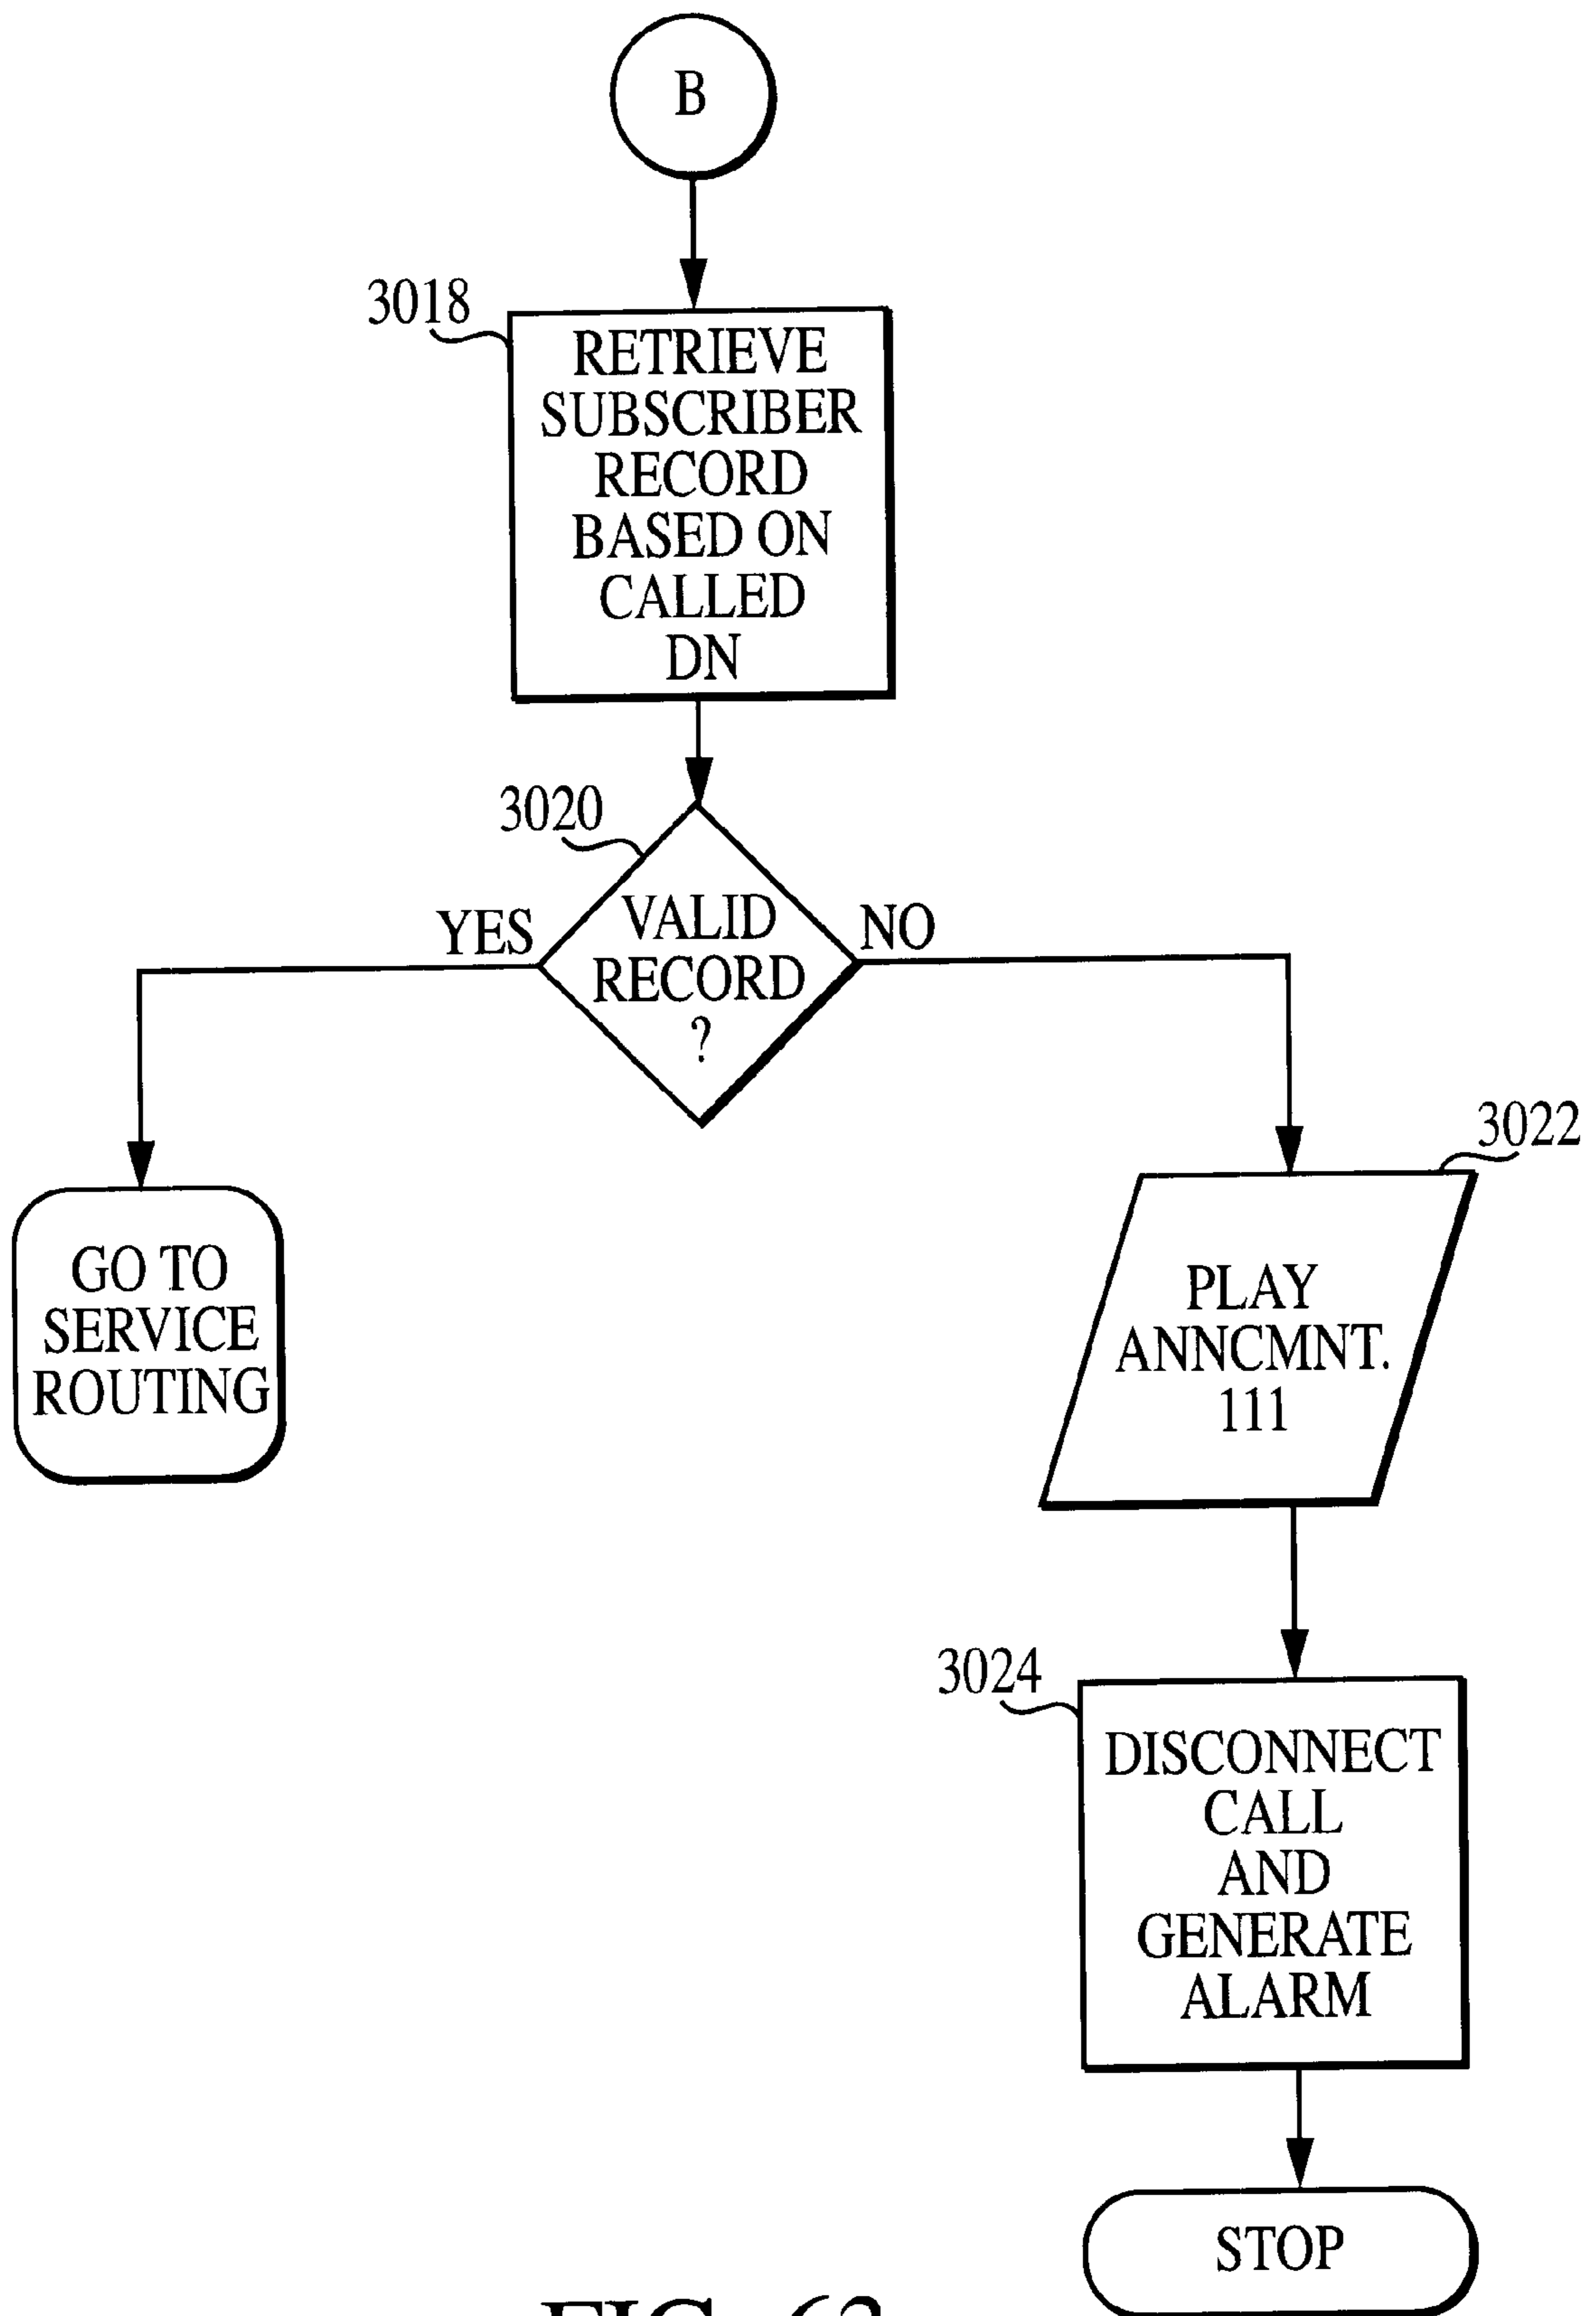 B
3018
RETRIEVE
SUBSCRIBER
RECORD
BASED ON
CALLED
DN
3020
YES
VALID
RECORD
?
NO
3022
GO TO
SERVICE
ROUTING
PLAY
ANNCMNT.
111
3024
DISCONNECT
CALL
AND
GENERATE
ALARM
STOP